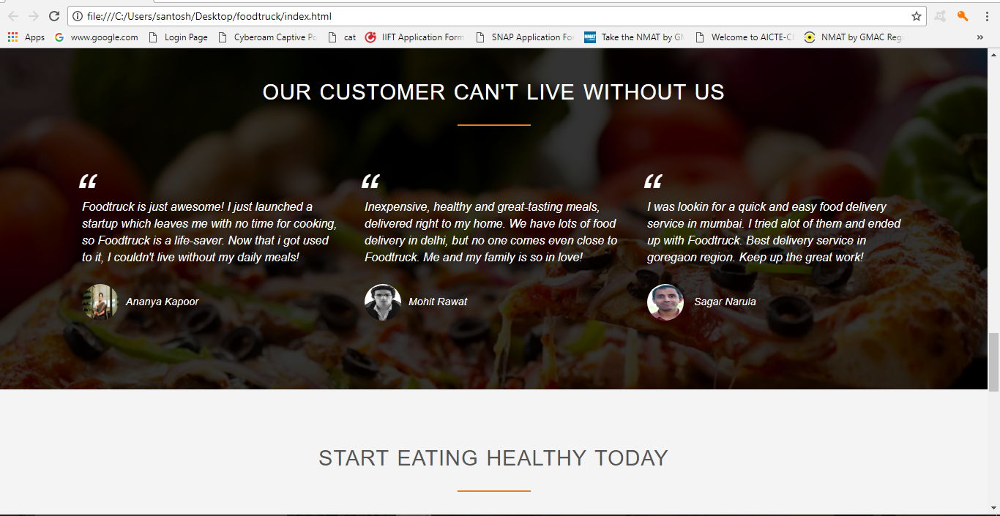 file:///C:/Users/santosh/Desktop/foodtruck/index.html
Apps www.google.com Login Page Cyberoam Captive Po cat IIFT Application Form SNAP Application For Take the NMAT by GM Welcome to AICTE-C NMAT by GMAC Regi »
OUR CUSTOMER CAN'T LIVE WITHOUT US
“ “ “
Foodtruck is just awesome! I just launched a
startup which leaves me with no time for cooking,
so Foodtruck is a life-saver. Now that i got used
to it, I couldn't live without my daily meals!
Ananya Kapoor
Inexpensive, healthy and great-tasting meals,
delivered right to my home. We have lots of food
delivery in delhi, but no one comes even close to
Foodtruck. Me and my family is so in love!
Mohit Rawat
I was lookin for a quick and easy food delivery
service in mumbai. I tried alot of them and ended
up with Foodtruck. Best delivery service in
goregaon region. Keep up the great work!
Sagar Narula
START EATING HEALTHY TODAY